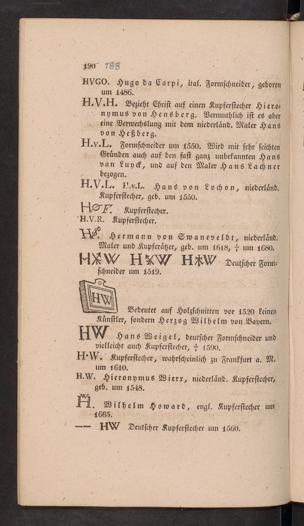 190 188
HVGO. Hugo da Carpi, ital. Formschneider, geboren
um 1486.
H.V.H. Bezieht Christ auf einen Kupferstecher Hiero-
nymus von Hensberg. Vermuthlich ist es aber
eine Verwechslung mit dem niederländ. Maler Hans
von Heßberg.
H.v.L. Formschneider um 1550. Wird mit sehr seichten
Gründen auch auf den fast ganz unbekannten Hans
van Luyck, und auf den Maler Hans Lachner
bezogen.
H.V.L. Hans von Lochon, niederländ.
Kupferstecher, geb. um 1550.
Kupferstecher.
H.V.R. Kupferstecher.
Hermann von Swaneveldt, niederländ.
Maler und Kupferätzer, geb. um 1618, † um 1680.
Deutscher Form-
schneider um 1519.
HW
Bedeutet auf Holzschnitten vor 1520 keinen
Künstler, sondern Herzog Wilhelm von Bayern.
HW Hans Weigel, deutscher Formschneider und
vielleicht auch Kupferstecher, † 1590.
H·W. Kupferstecher, wahrscheinlich zu Frankfurt a. M.
um 1610.
H.W. Hieronymus Wierx, niederländ. Kupferstecher,
geb. um 1548.
Wilhelm Howard, engl. Kupferstecher um
1665.
— HW Deutscher Kupferstecher um 1560.